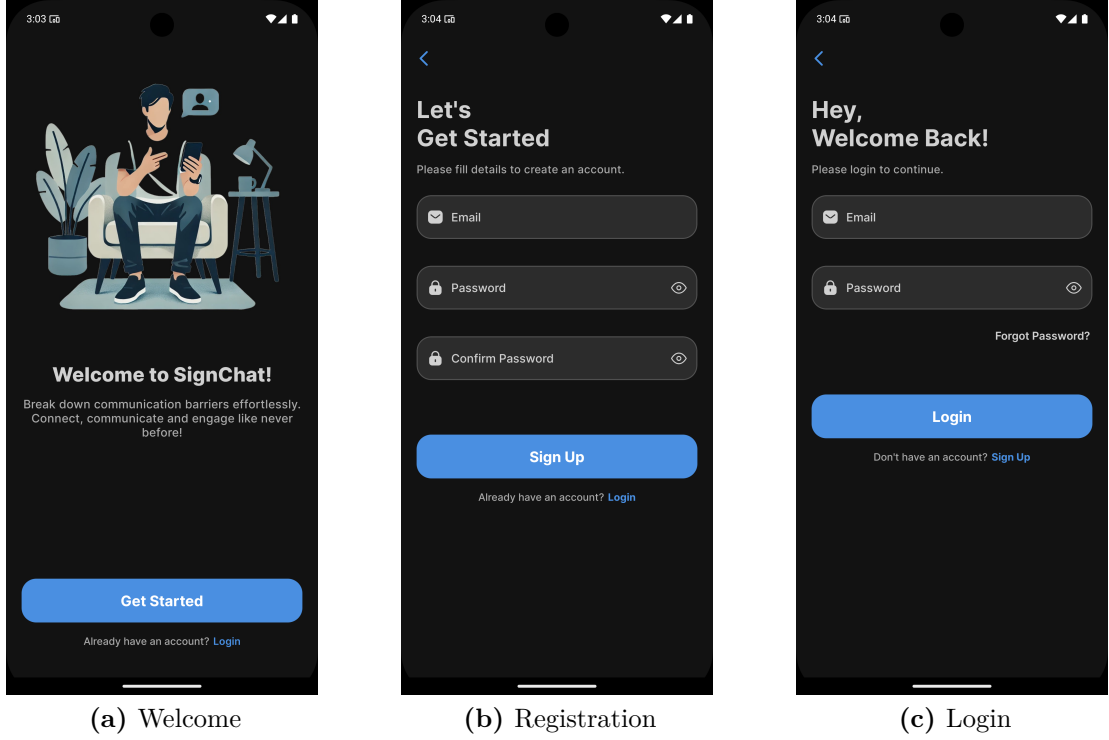 3:03
Welcome to SignChat!
Break down communication barriers effortlessly.
Connect, communicate and engage like never
before!
Get Started
Already have an account? Login
(a) Welcome
3:04
Let's
Get Started
Please fill details to create an account.
Email
Password
Confirm Password
Sign Up
Already have an account? Login
(b) Registration
3:04
Hey,
Welcome Back!
Please login to continue.
Email
Password
Forgot Password?
Login
Don't have an account? Sign Up
(c) Login